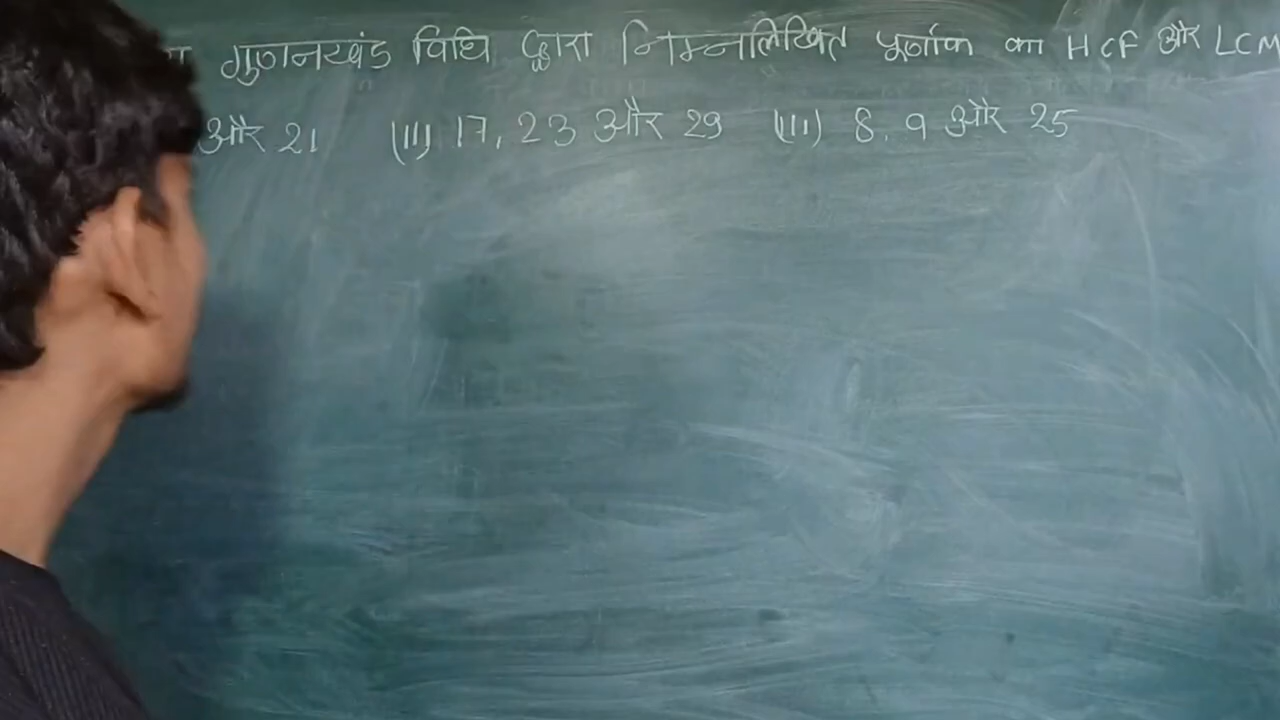 गुणनखंड विधि द्वारा निम्नलिखित पूर्णांक का HCF और LCM
और 21 (II) 17, 23 और 29 (III) 8, 9 और 25